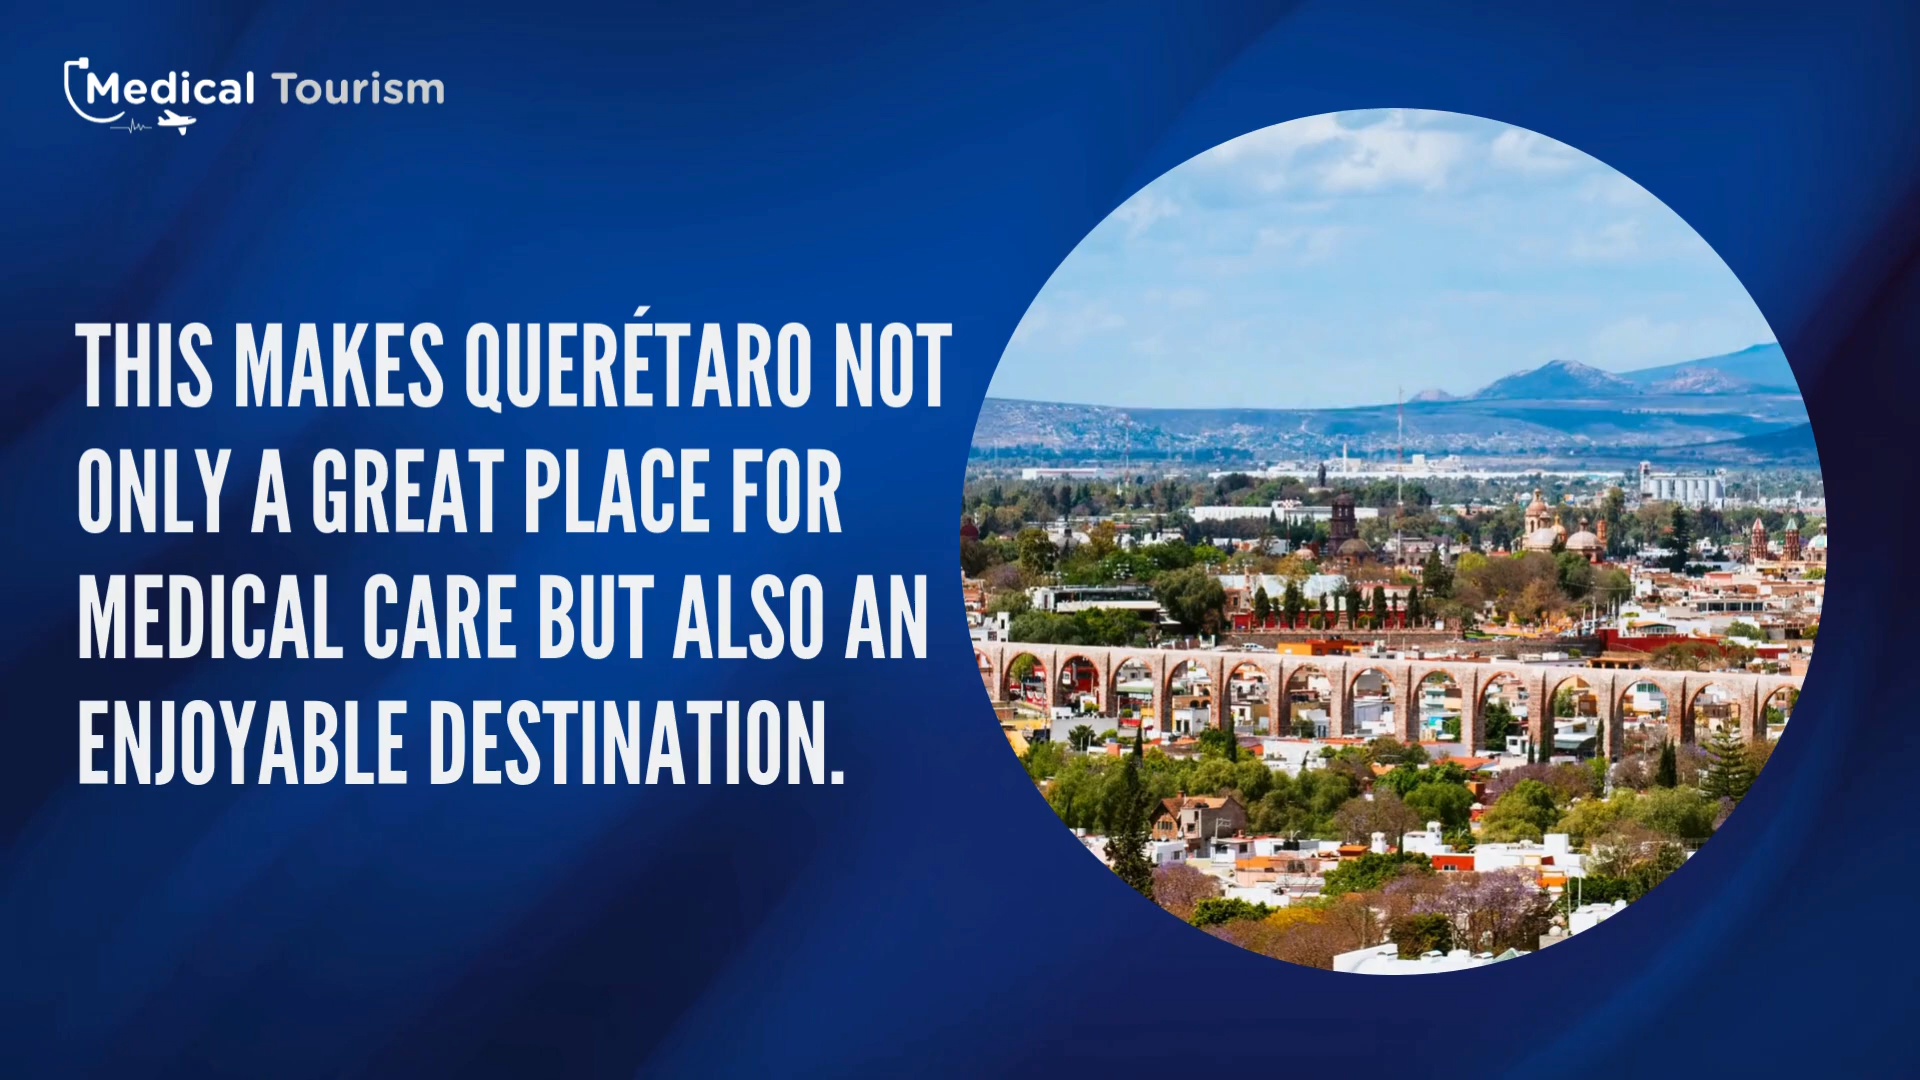 Medical Tourism
THIS MAKES QUERÉTARO NOT
ONLY A GREAT PLACE FOR
MEDICAL CARE BUT ALSO AN
ENJOYABLE DESTINATION.